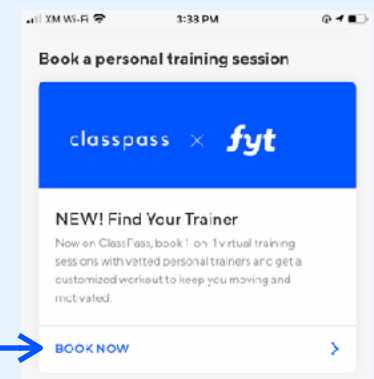 XM Wi-Fi 3:33 PM
Book a personal training session
classpass × fyt
NEW! Find Your Trainer
Now on ClassPass, book 1-on-1 virtual training
sessions with vetted personal trainers and get a
customized workout to keep you moving and
motivated.
BOOK NOW